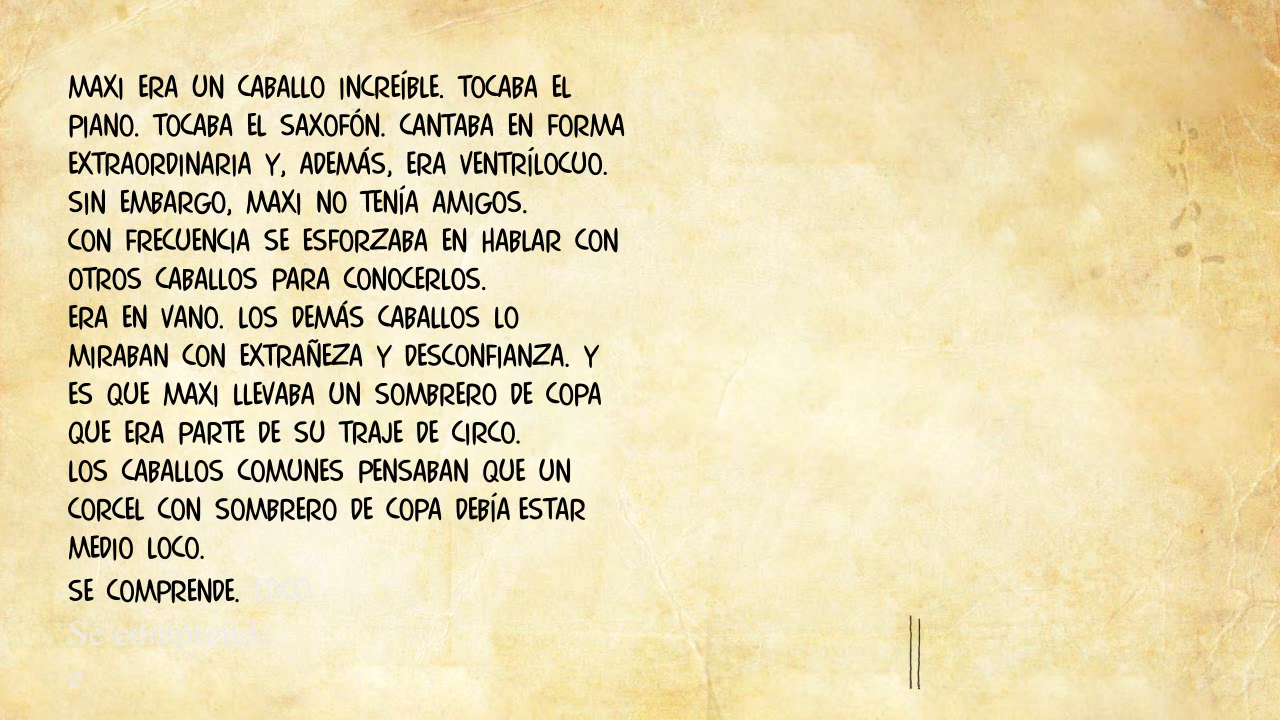 MAXI ERA UN CABALLO INCREÍBLE. TOCABA EL
PIANO. TOCABA EL SAXOFÓN. CANTABA EN FORMA
EXTRAORDINARIA Y, ADEMÁS, ERA VENTRÍLOCUO.
SIN EMBARGO, MAXI NO TENÍA AMIGOS.
CON FRECUENCIA SE ESFORZABA EN HABLAR CON
OTROS CABALLOS PARA CONOCERLOS.
ERA EN VANO. LOS DEMÁS CABALLOS LO
MIRABAN CON EXTRAÑEZA Y DESCONFIANZA. Y
ES QUE MAXI LLEVABA UN SOMBRERO DE COPA
QUE ERA PARTE DE SU TRAJE DE CIRCO.
LOS CABALLOS COMUNES PENSABAN QUE UN
CORCEL CON SOMBRERO DE COPA DEBÍA ESTAR
MEDIO LOCO.
SE COMPRENDE. LOCO
Se comprende